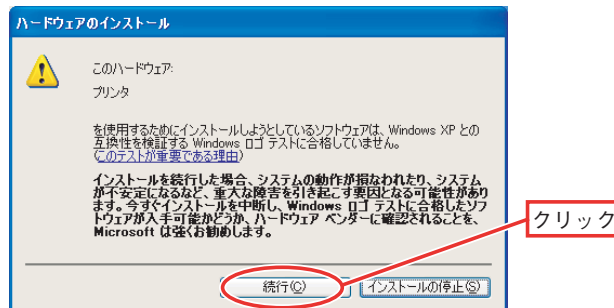 ハードウェアのインストール
このハードウェア:
プリンタ
を使用するためにインストールしようとしているソフトウェアは、Windows XP との
互換性を検証する Windows ロゴ テストに合格していません。
(このテストが重要である理由)
インストールを続行した場合、システムの動作が損なわれたり、システム
が不安定になるなど、重大な障害を引き起こす要因となる可能性があり
ます。今すぐインストールを中断し、Windows ロゴ テストに合格したソフ
トウェアが入手可能かどうか、ハードウェア ベンダーに確認されることを、
Microsoft は強くお勧めします。
クリック
続行(C)
インストールの停止(S)